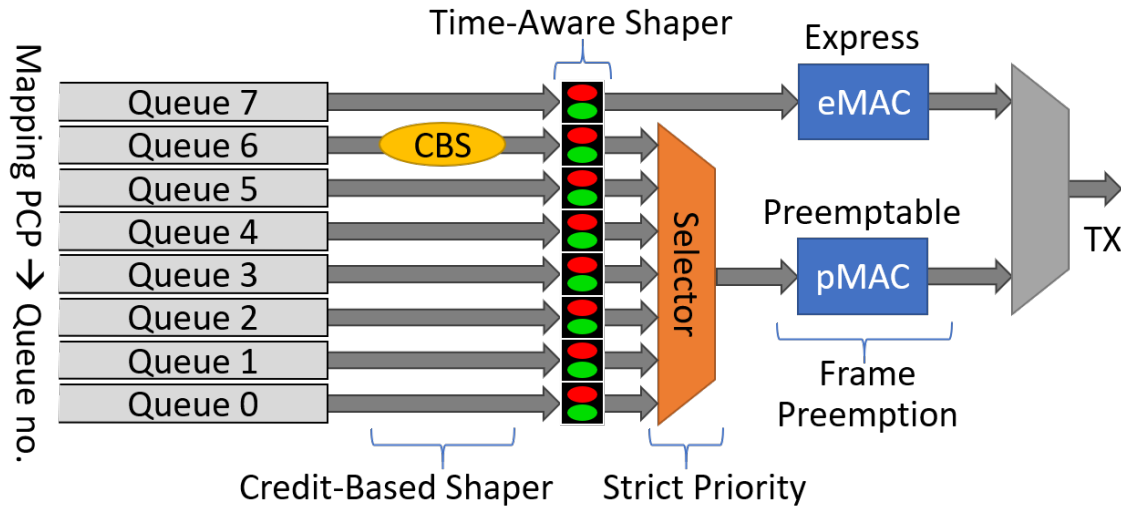 Time-Aware Shaper
Express
Mapping PCP → Queue no.
Queue 7
eMAC
Queue 6
CBS
Queue 5
Queue 4
Preemptable
Selector
TX
Queue 3
pMAC
Queue 2
Queue 1
Frame
Preemption
Queue 0
Credit-Based Shaper
Strict Priority